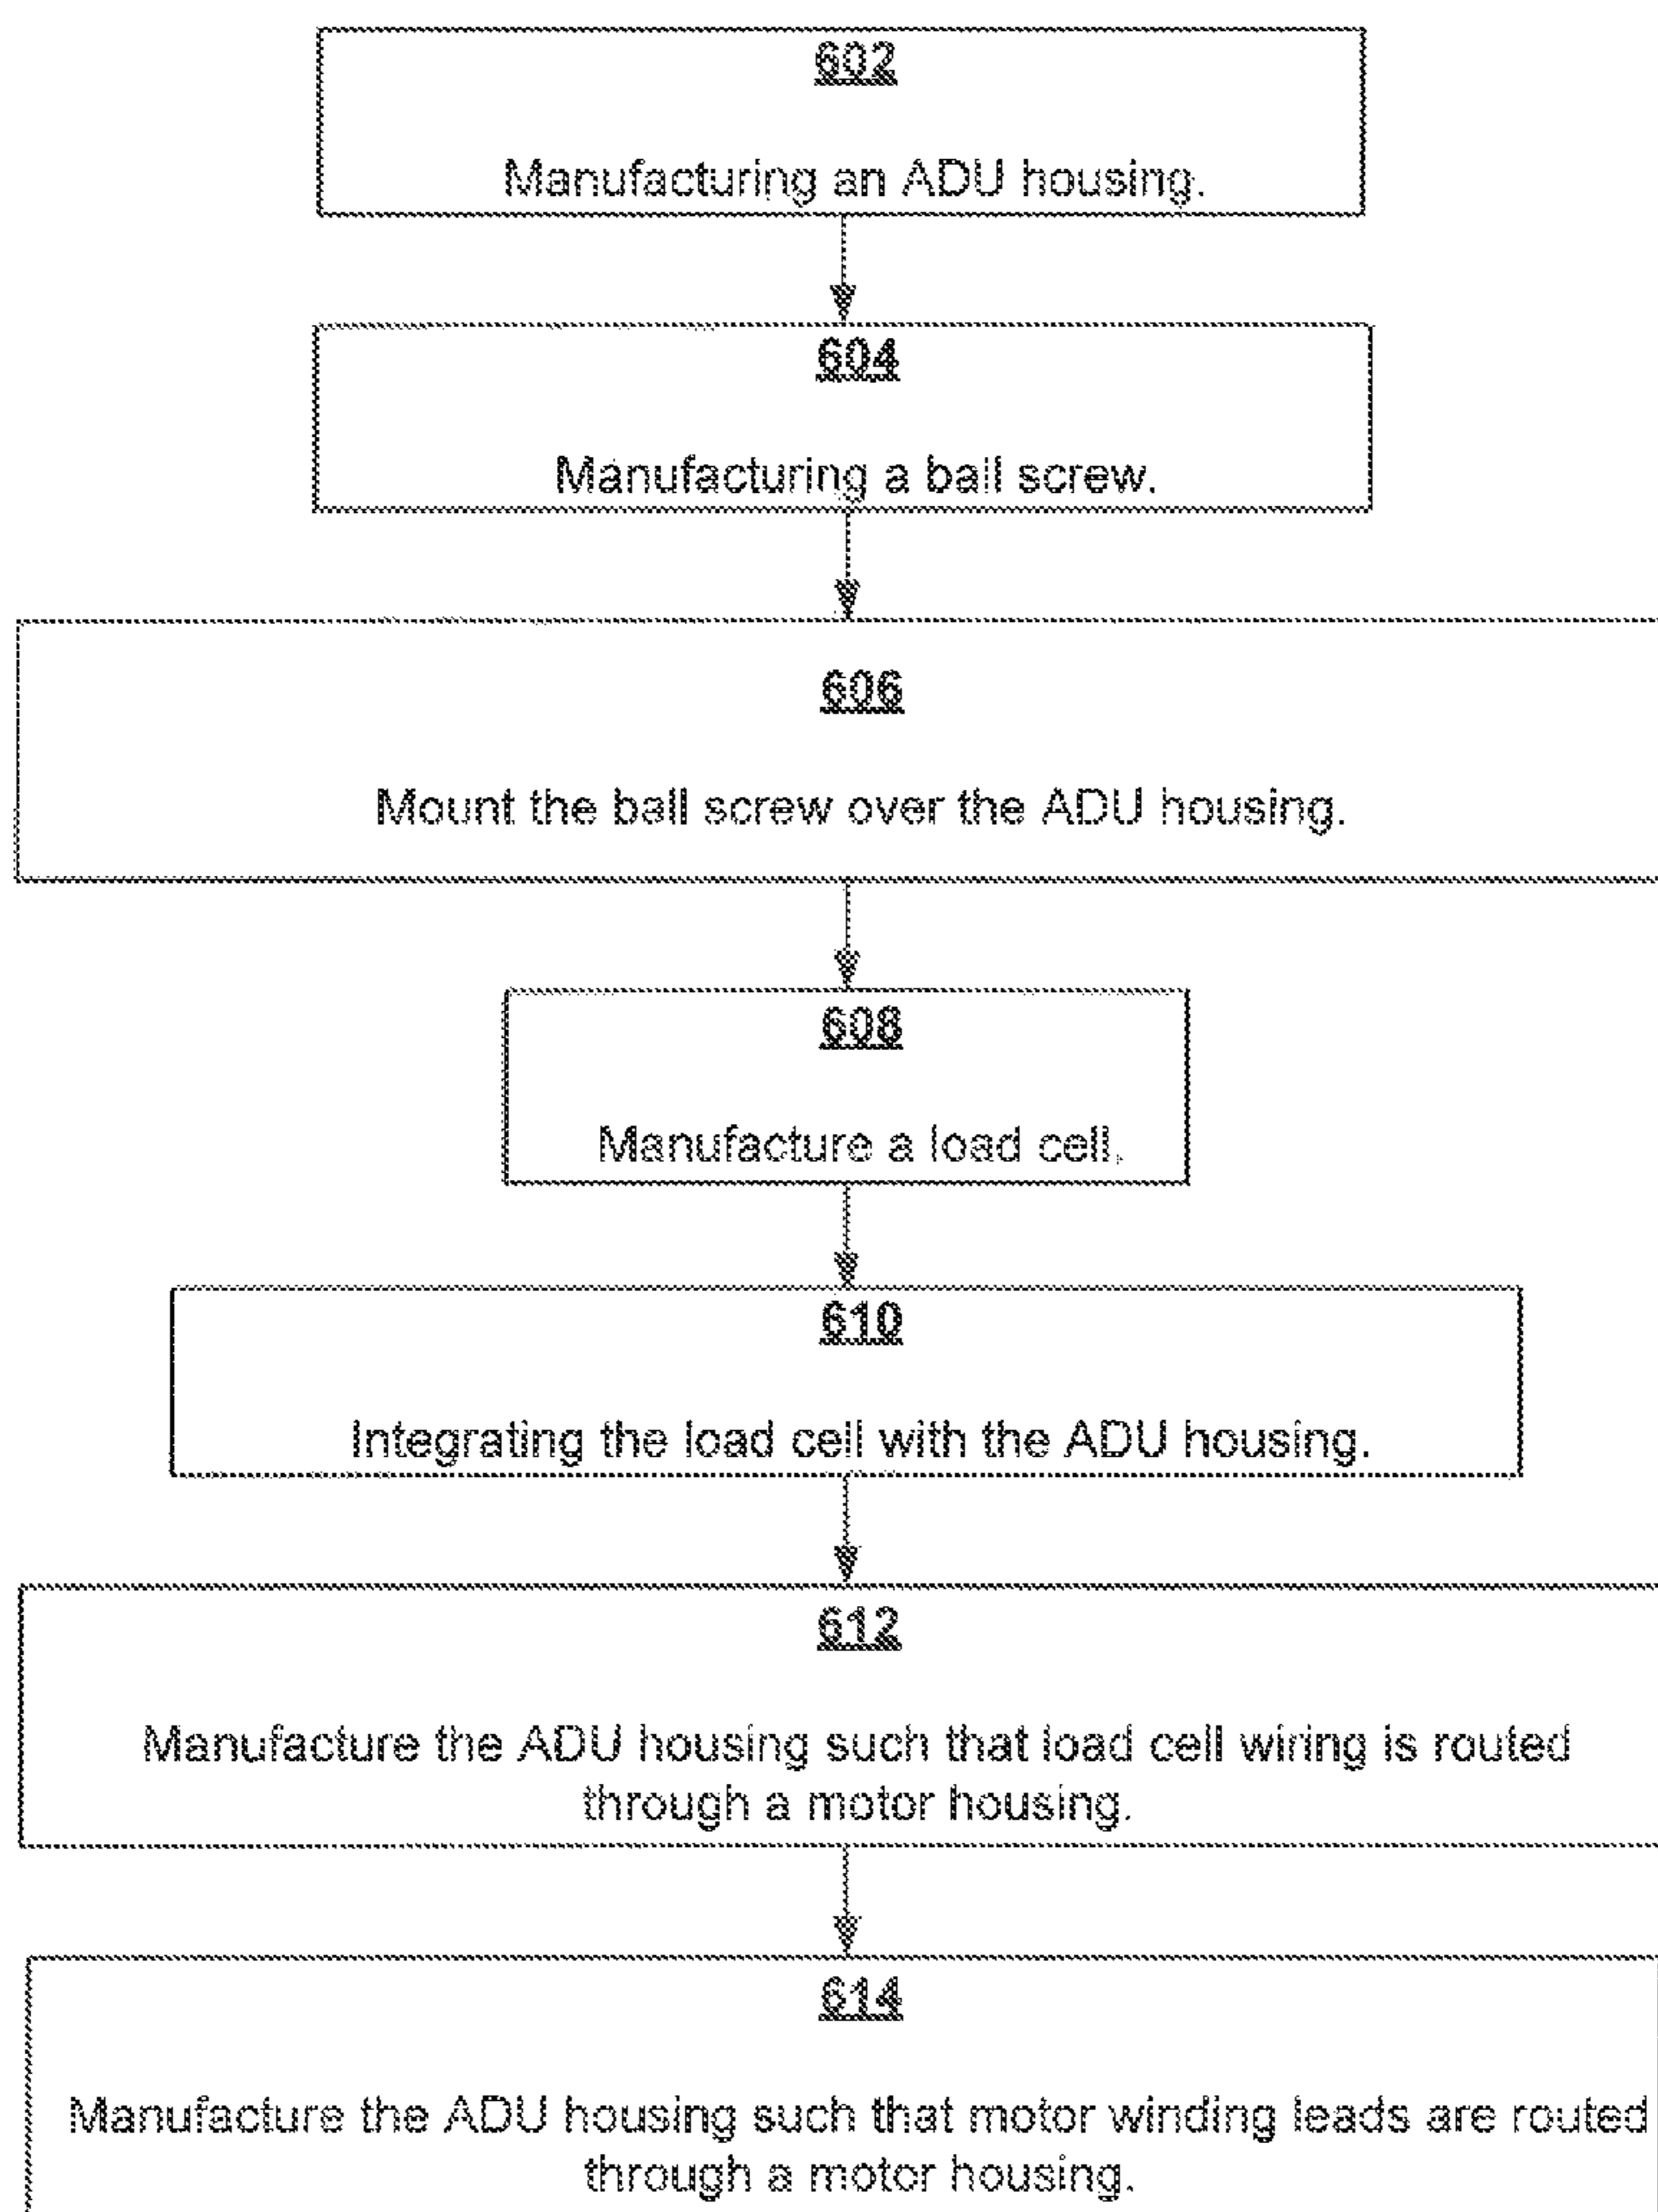 602
Manufacturing an ADU housing.
604
Manufacturing a ball screw.
606
Mount the ball screw over the ADU housing.
608
Manufacture a load cell.
610
Integrating the load cell with the ADU housing.
612
Manufacture the ADU housing such that load cell wiring is routed
through a motor housing.
614
Manufacture the ADU housing such that motor winding leads are routed
through a motor housing.